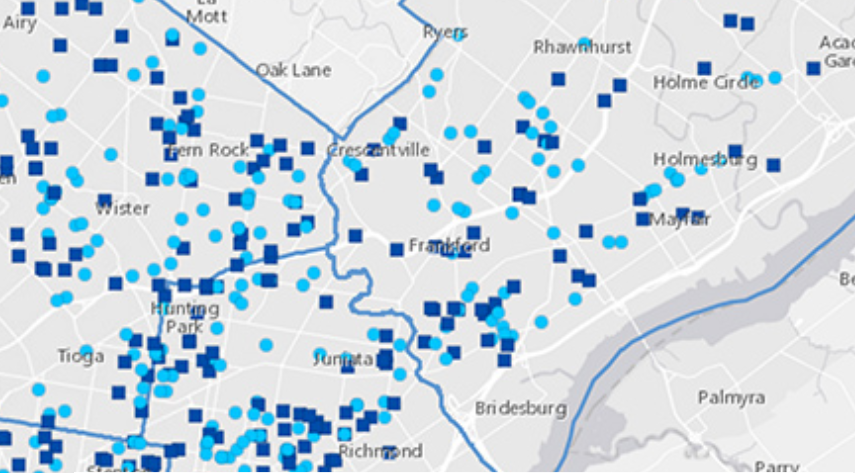 La
Mott
Airy
Ryers
Rhawnhurst
Oak Lane
Holme Circle
Fern Rock
Crescentville
Holmesburg
Wister
Mayfair
Frankford
Hunting
Park
Tioga
Juniata
Palmyra
Bridesburg
Richmond
Parry